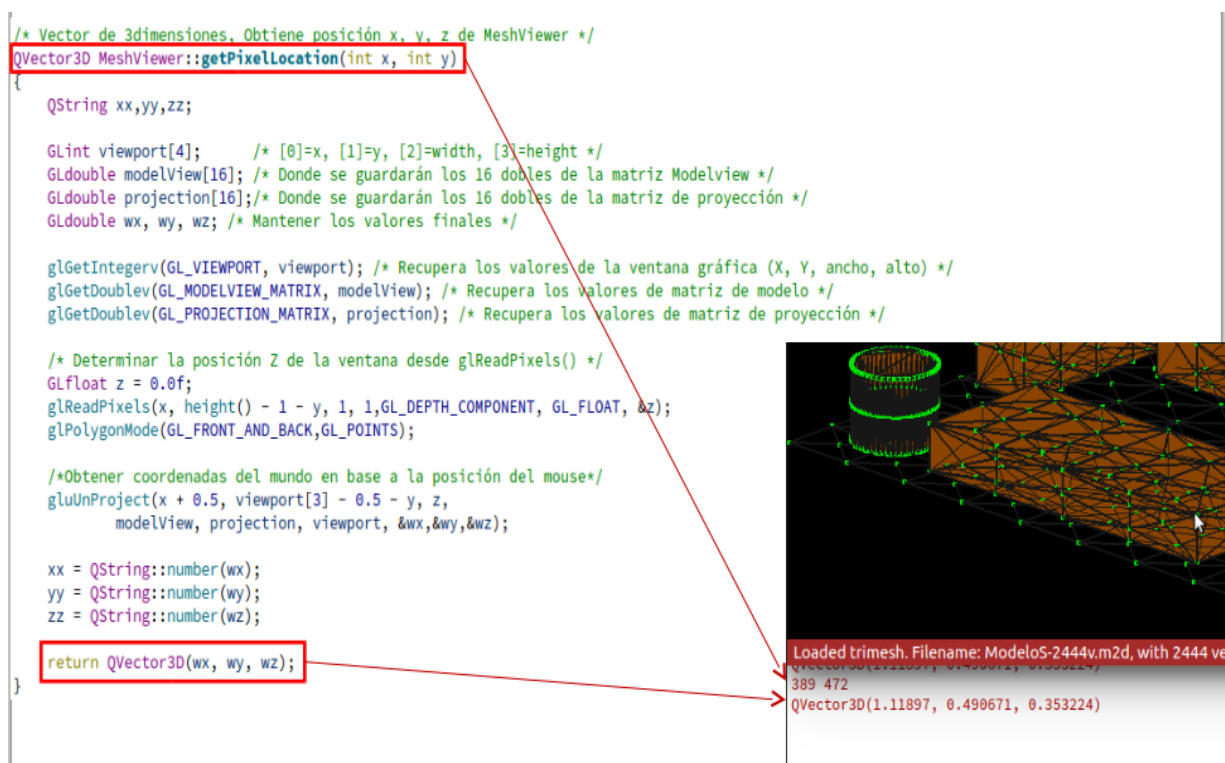 /* Vector de 3dimensiones, Obtiene posición x, y, z de MeshViewer */
QVector3D MeshViewer::getPixelLocation(int x, int y)
{
    QString xx,yy,zz;
    GLint viewport[4];      /* [0]=x, [1]=y, [2]=width, [3]=height */
    GLdouble modelView[16]; /* Donde se guardarán los 16 dobles de la matriz Modelview */
    GLdouble projection[16];/* Donde se guardarán los 16 dobles de la matriz de proyección */
    GLdouble wx, wy, wz; /* Mantener los valores finales */
    glGetIntegerv(GL_VIEWPORT, viewport); /* Recupera los valores de la ventana gráfica (X, Y, ancho, alto) */
    glGetDoublev(GL_MODELVIEW_MATRIX, modelView); /* Recupera los valores de matriz de modelo */
    glGetDoublev(GL_PROJECTION_MATRIX, projection); /* Recupera los valores de matriz de proyección */
    /* Determinar la posición Z de la ventana desde glReadPixels() */
    GLfloat z = 0.0f;
    glReadPixels(x, height() - 1 - y, 1, 1,GL_DEPTH_COMPONENT, GL_FLOAT, &z);
    glPolygonMode(GL_FRONT_AND_BACK,GL_POINTS);
    /*Obtener coordenadas del mundo en base a la posición del mouse*/
    gluUnProject(x + 0.5, viewport[3] - 0.5 - y, z,
            modelView, projection, viewport, &wx,&wy,&wz);
    xx = QString::number(wx);
    yy = QString::number(wy);
    zz = QString::number(wz);
    return QVector3D(wx, wy, wz);
}
Loaded trimesh. Filename: ModeloS-2444v.m2d, with 2444 ve
QVector3D(1.11897, 0.490671, 0.353224)
389 472
QVector3D(1.11897, 0.490671, 0.353224)